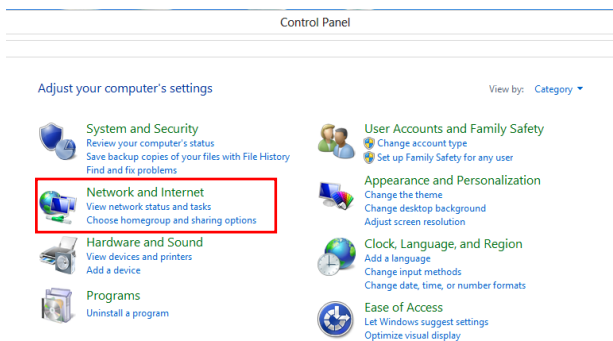 Control Panel
Adjust your computer's settings
View by: Category
System and Security
Review your computer's status
Save backup copies of your files with File History
Find and fix problems
Network and Internet
View network status and tasks
Choose homegroup and sharing options
Hardware and Sound
View devices and printers
Add a device
Programs
Uninstall a program
User Accounts and Family Safety
Change account type
Set up Family Safety for any user
Appearance and Personalization
Change the theme
Change desktop background
Adjust screen resolution
Clock, Language, and Region
Add a language
Change input methods
Change date, time, or number formats
Ease of Access
Let Windows suggest settings
Optimize visual display